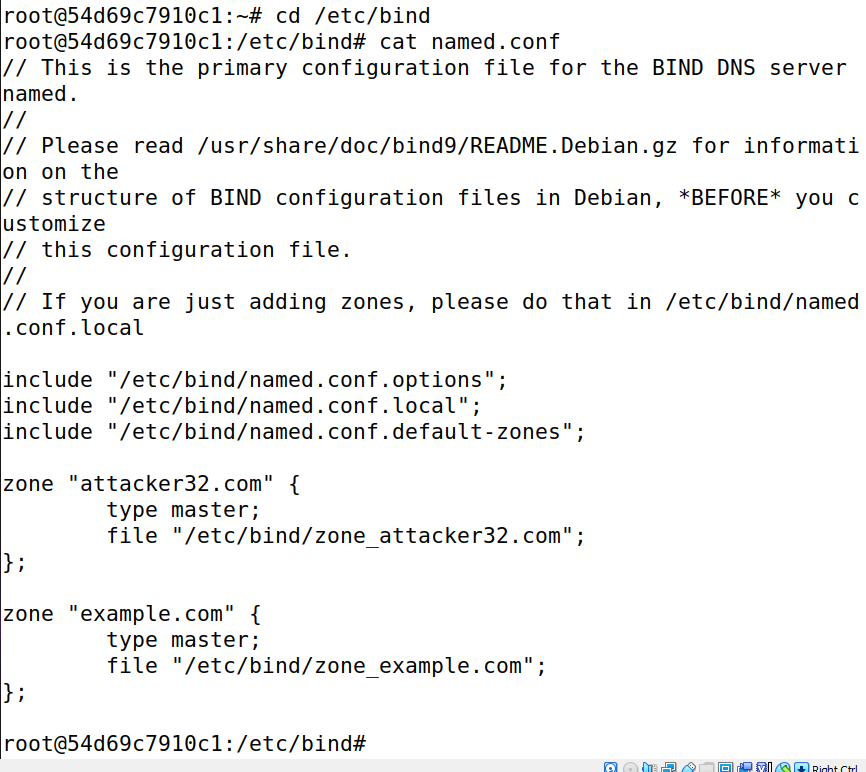 root@54d69c7910c1:~# cd /etc/bind
root@54d69c7910c1:/etc/bind# cat named.conf
// This is the primary configuration file for the BIND DNS server
named.
//
// Please read /usr/share/doc/bind9/README.Debian.gz for informati
on on the
// structure of BIND configuration files in Debian, *BEFORE* you c
ustomize
// this configuration file.
//
// If you are just adding zones, please do that in /etc/bind/named
.conf.local

include "/etc/bind/named.conf.options";
include "/etc/bind/named.conf.local";
include "/etc/bind/named.conf.default-zones";

zone "attacker32.com" {
        type master;
        file "/etc/bind/zone_attacker32.com";
};

zone "example.com" {
        type master;
        file "/etc/bind/zone_example.com";
};

root@54d69c7910c1:/etc/bind#
Right Ctrl